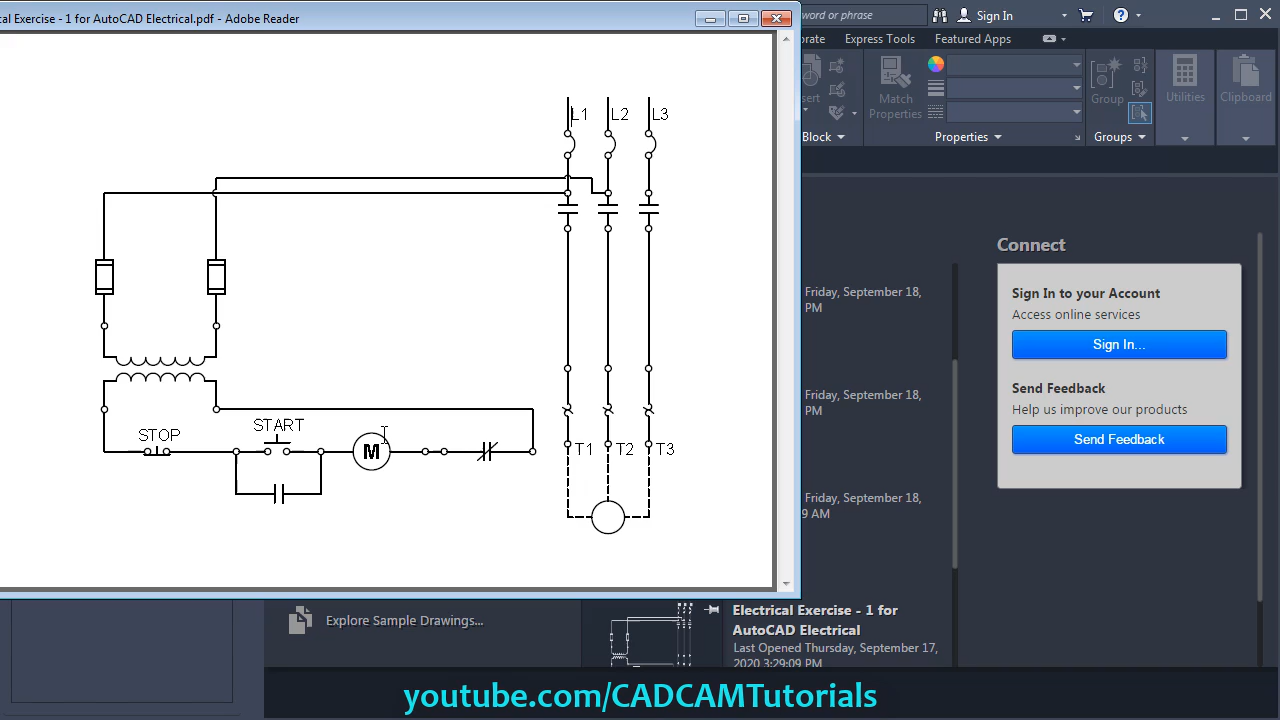 cal Exercise - 1 for AutoCAD Electrical.pdf - Adobe Reader
word or phrase
Sign In
orate
Express Tools
Featured Apps
sert
Match
Properties
Group
Utilities
Clipboard
Block
Properties
Groups
L1
L2
L3
STOP
START
M
T1
T2
T3
Friday, September 18,
PM
Friday, September 18,
PM
Friday, September 18,
9 AM
Connect
Sign In to your Account
Access online services
Sign In...
Send Feedback
Help us improve our products
Send Feedback
Explore Sample Drawings...
Electrical Exercise - 1 for
AutoCAD Electrical
Last Opened Thursday, September 17,
2020 3:29:09 PM
youtube.com/CADCAMTutorials